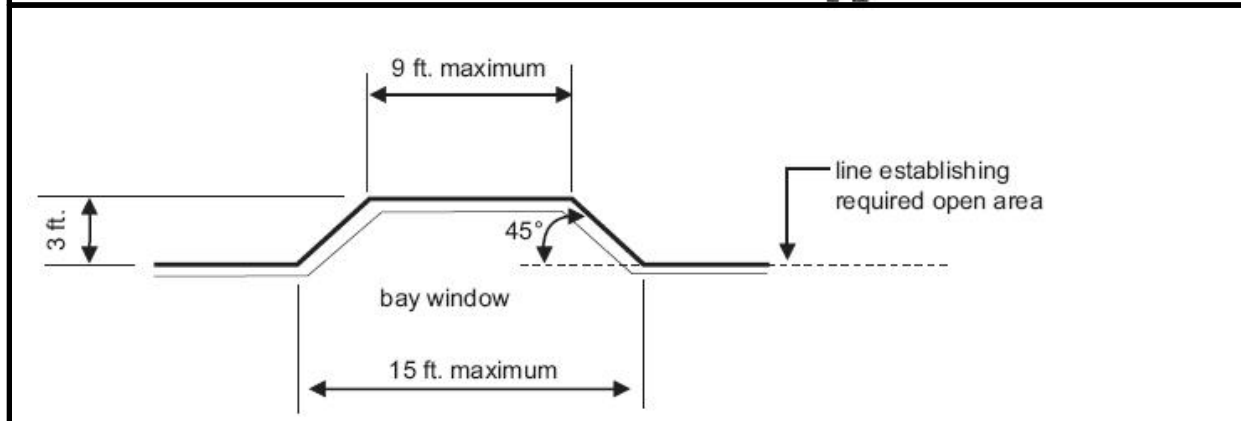 9 ft. maximum
line establishing
required open area
3 ft.
45°
bay window
15 ft. maximum